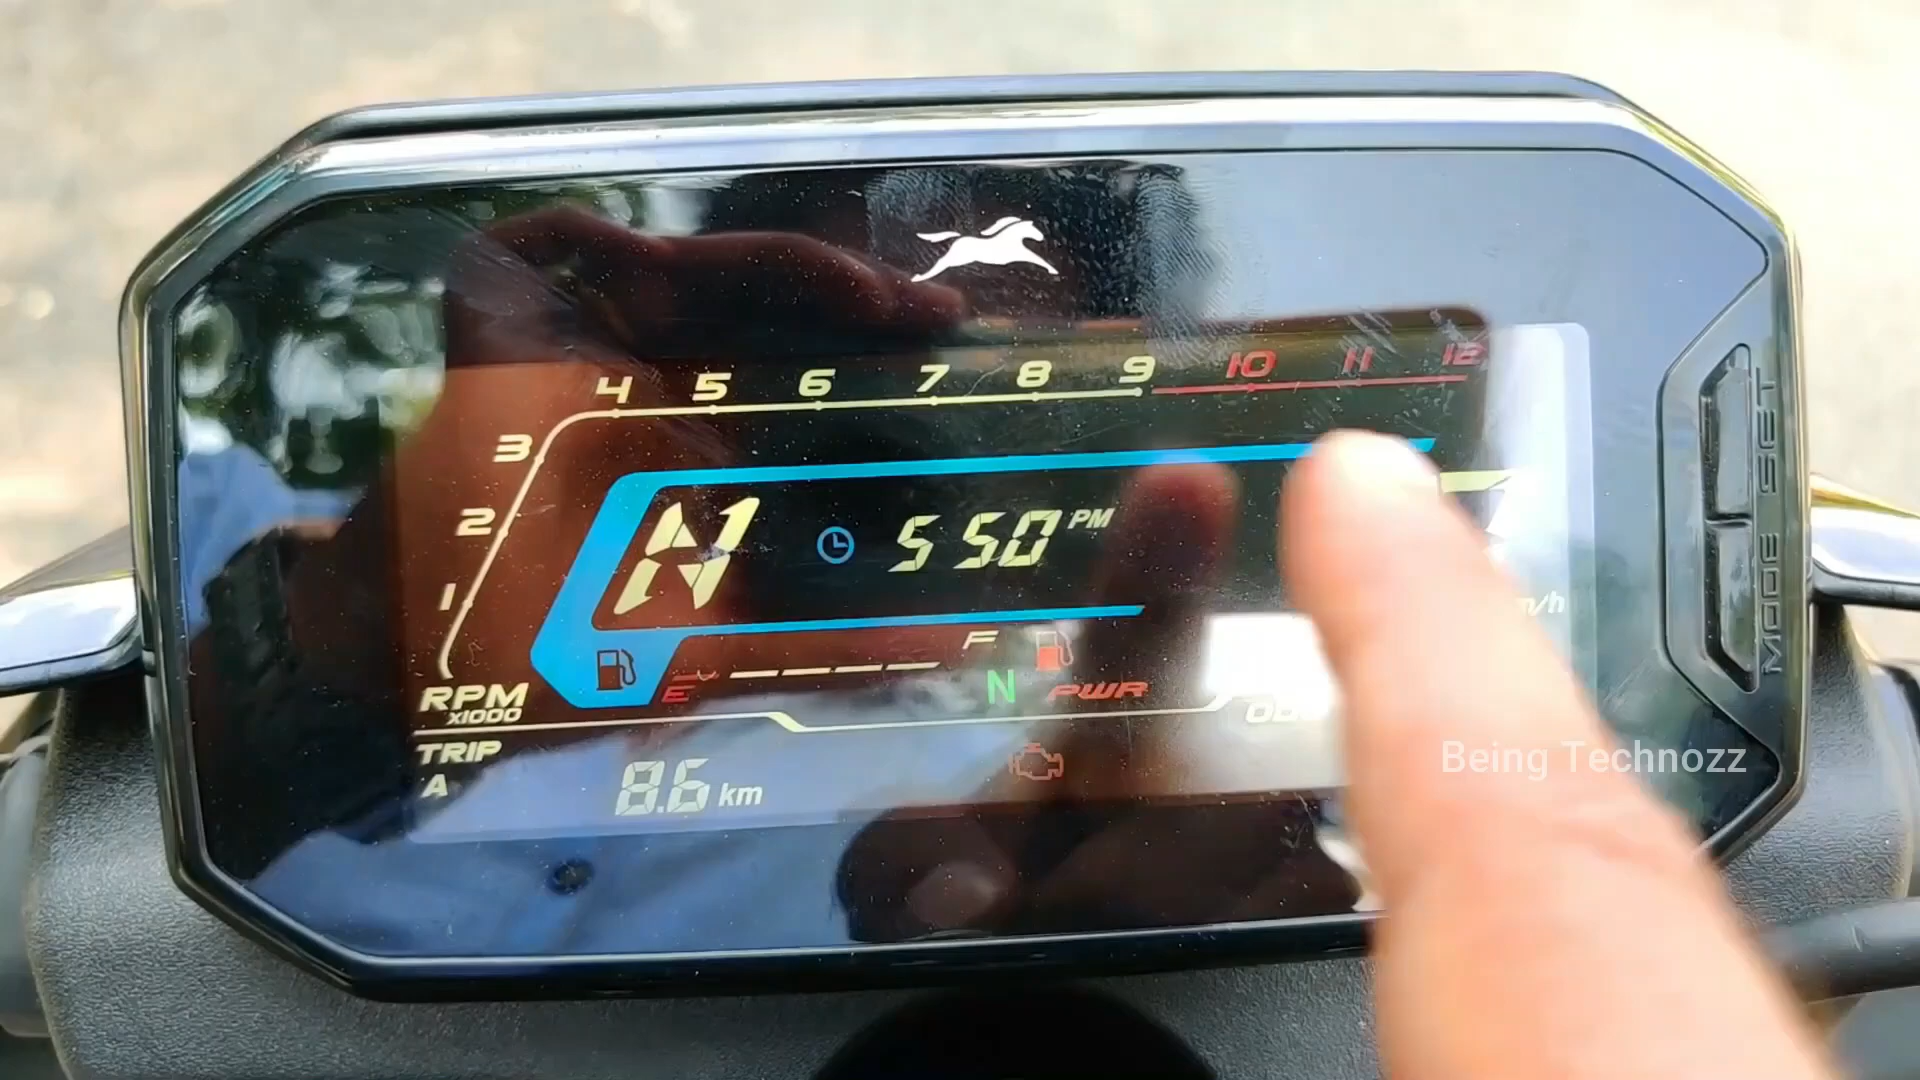 4 5 6 7 8 9 10 11 12
3
2
1
N 5 50 PM
F
E
N PWR
RPM
X1000
TRIP
A
8.6 km
MODE SET
Being Technozz